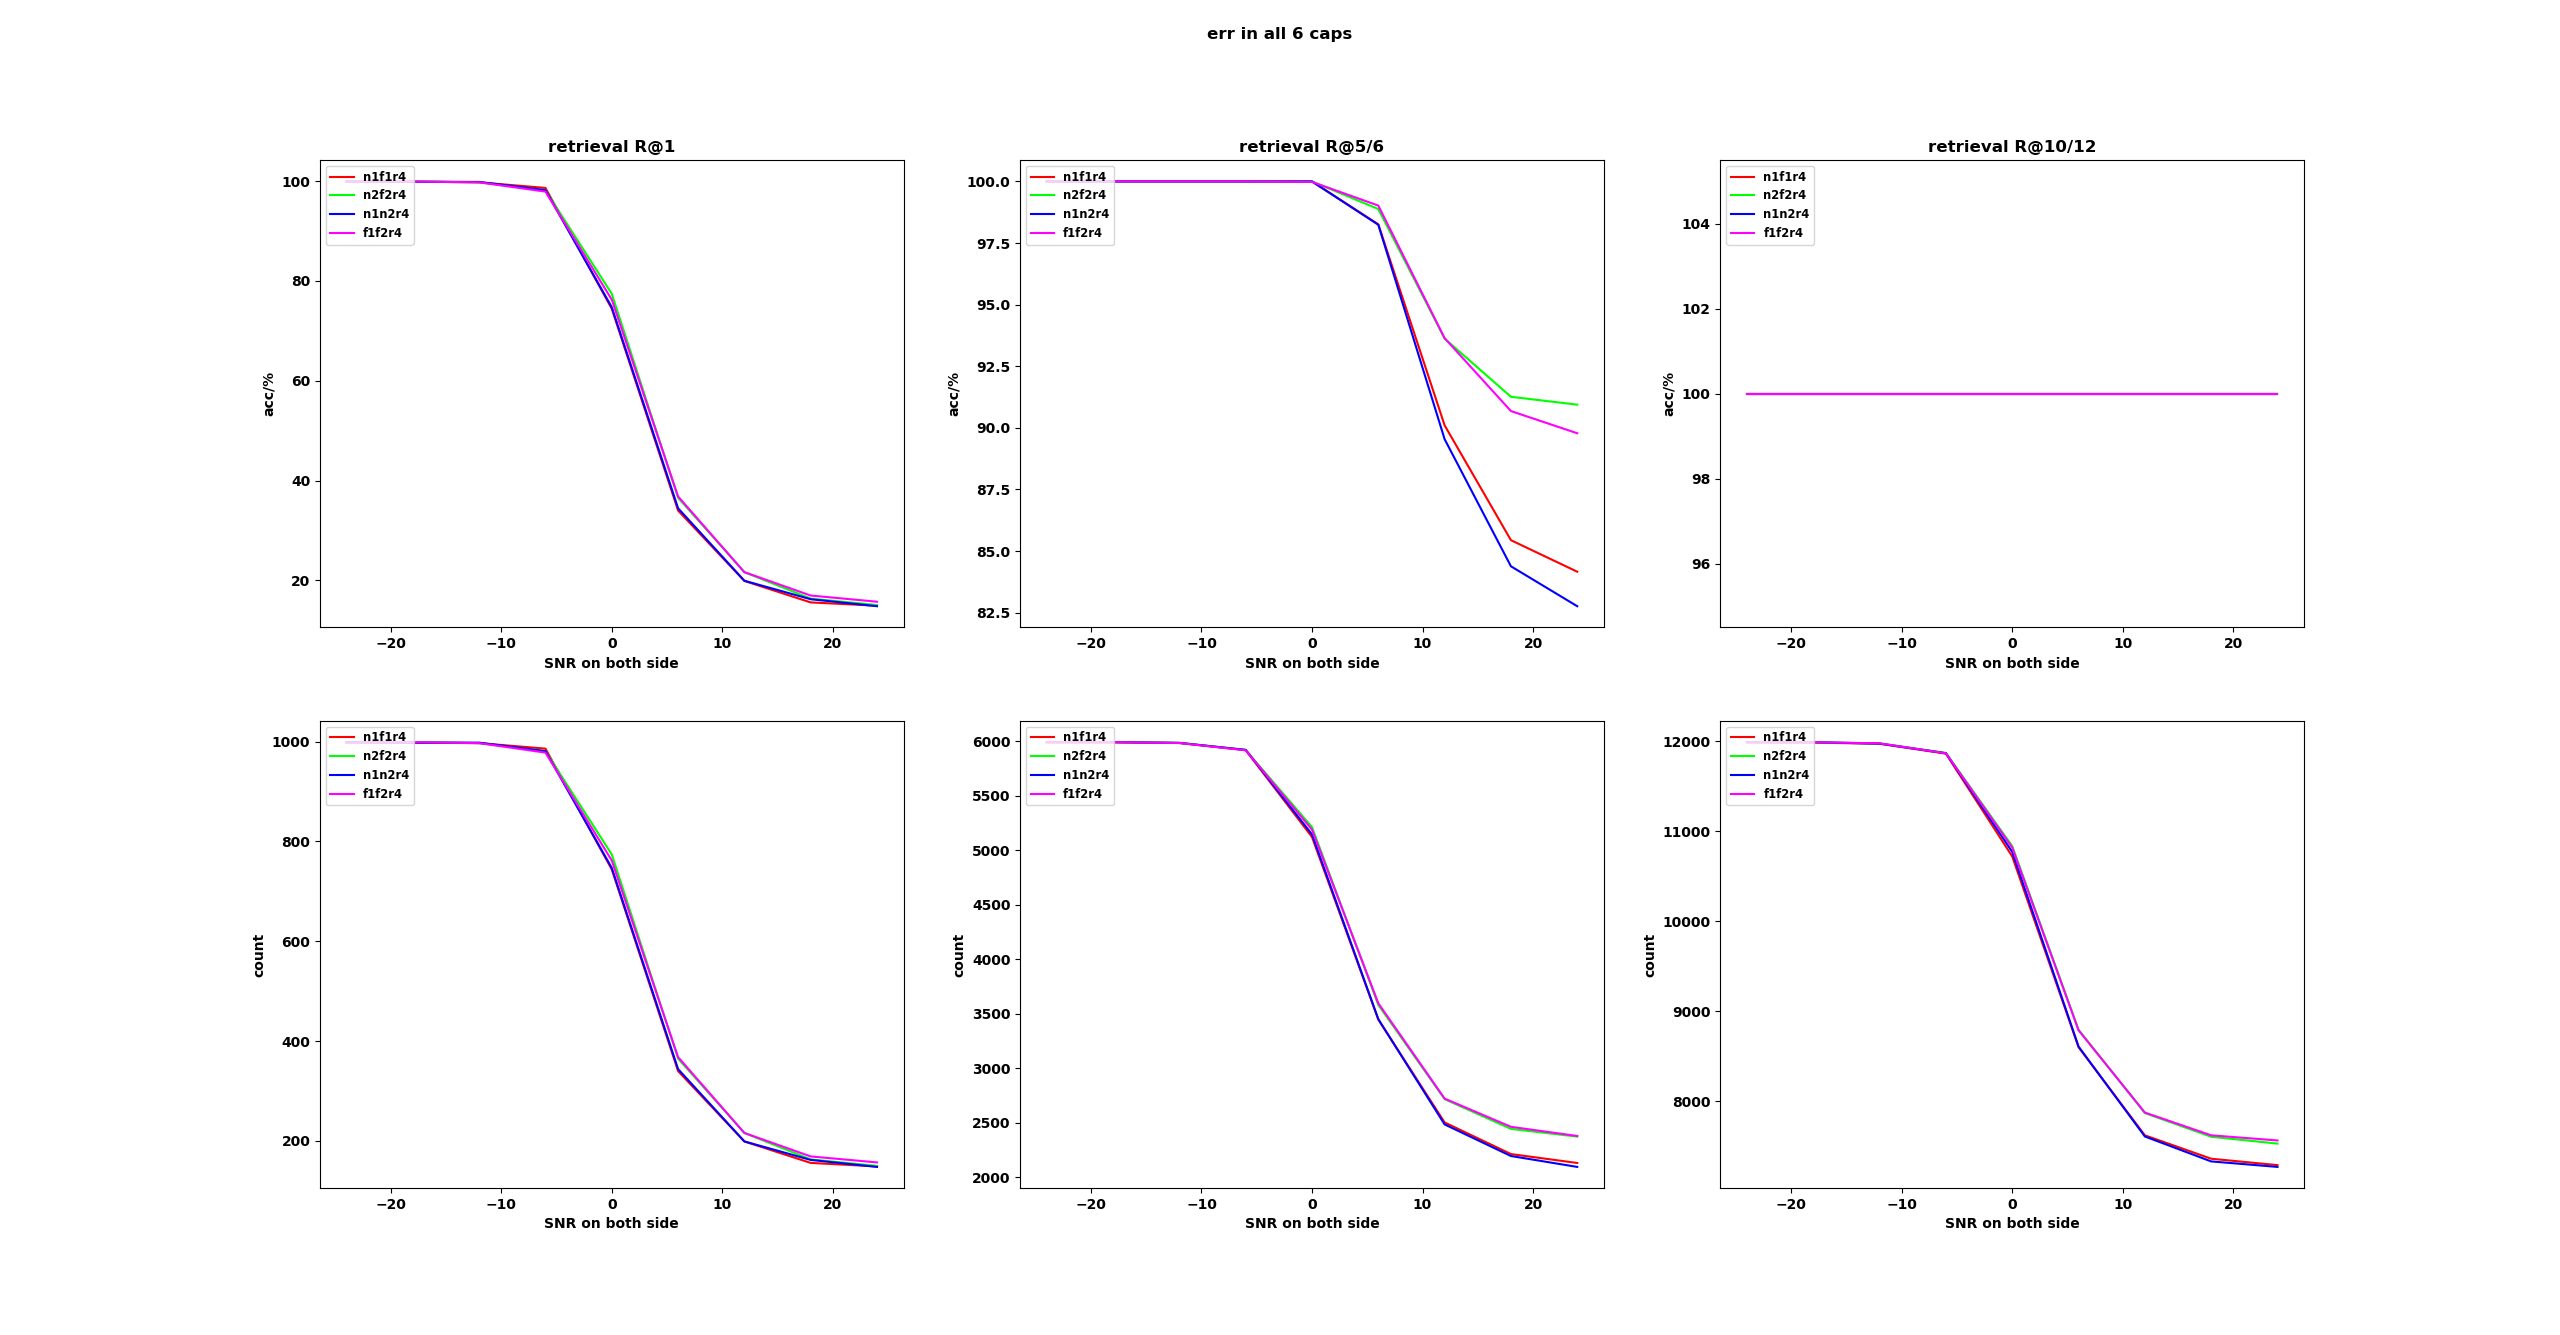 err in all 6 caps
retrieval R@1
n1f1r4
n2f2r4
n1n2r4
f1f2r4
100
80
60
40
20
acc/%
−20 −10 0 10 20
SNR on both side
retrieval R@5/6
n1f1r4
n2f2r4
n1n2r4
f1f2r4
100.0
97.5
95.0
92.5
90.0
87.5
85.0
82.5
acc/%
−20 −10 0 10 20
SNR on both side
retrieval R@10/12
n1f1r4
n2f2r4
n1n2r4
f1f2r4
104
102
100
98
96
acc/%
−20 −10 0 10 20
SNR on both side
n1f1r4
n2f2r4
n1n2r4
f1f2r4
1000
800
600
400
200
count
−20 −10 0 10 20
SNR on both side
n1f1r4
n2f2r4
n1n2r4
f1f2r4
6000
5500
5000
4500
4000
3500
3000
2500
2000
count
−20 −10 0 10 20
SNR on both side
n1f1r4
n2f2r4
n1n2r4
f1f2r4
12000
11000
10000
9000
8000
count
−20 −10 0 10 20
SNR on both side